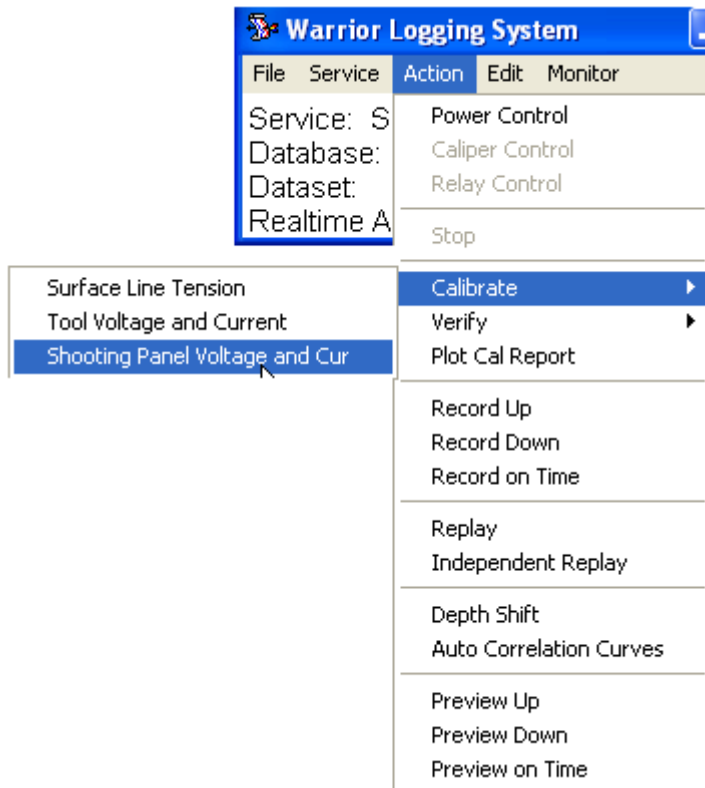 Warrior Logging System
File Service Action Edit Monitor
Service: S
Database:
Dataset:
Realtime A
Power Control
Caliper Control
Relay Control
Stop
Calibrate
Verify
Plot Cal Report
Surface Line Tension
Tool Voltage and Current
Shooting Panel Voltage and Cur
Record Up
Record Down
Record on Time
Replay
Independent Replay
Depth Shift
Auto Correlation Curves
Preview Up
Preview Down
Preview on Time